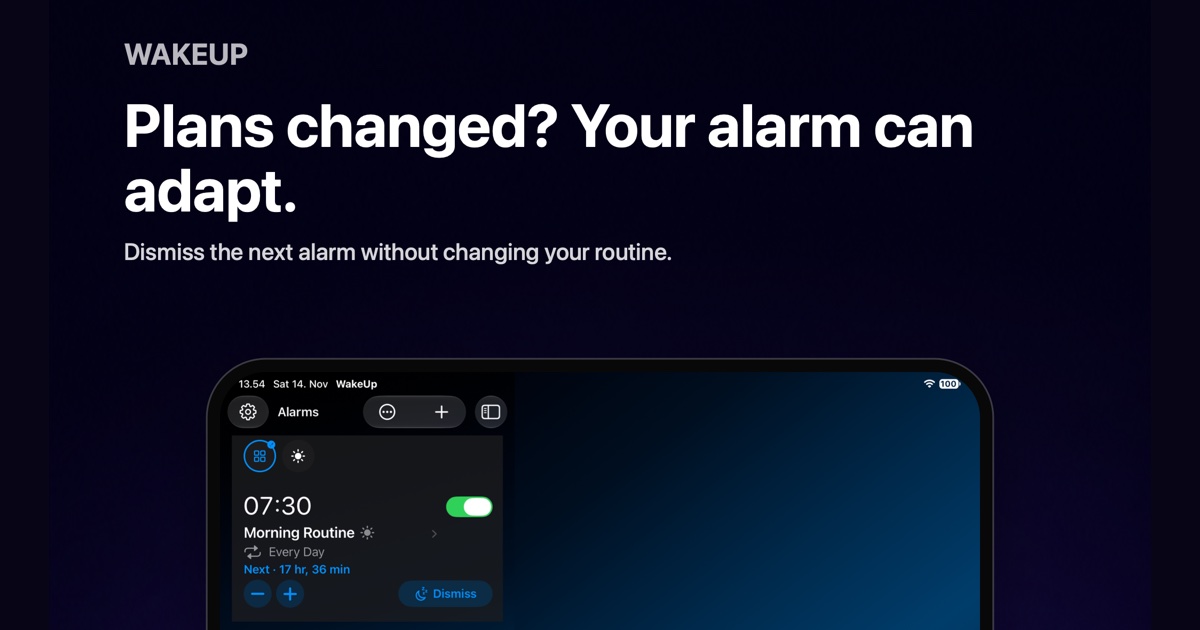 WAKEUP
Plans changed? Your alarm can
adapt.
Dismiss the next alarm without changing your routine.
13.54 Sat 14. Nov WakeUp 100
Alarms
07:30
Morning Routine
Every Day
Next · 17 hr, 36 min
Dismiss